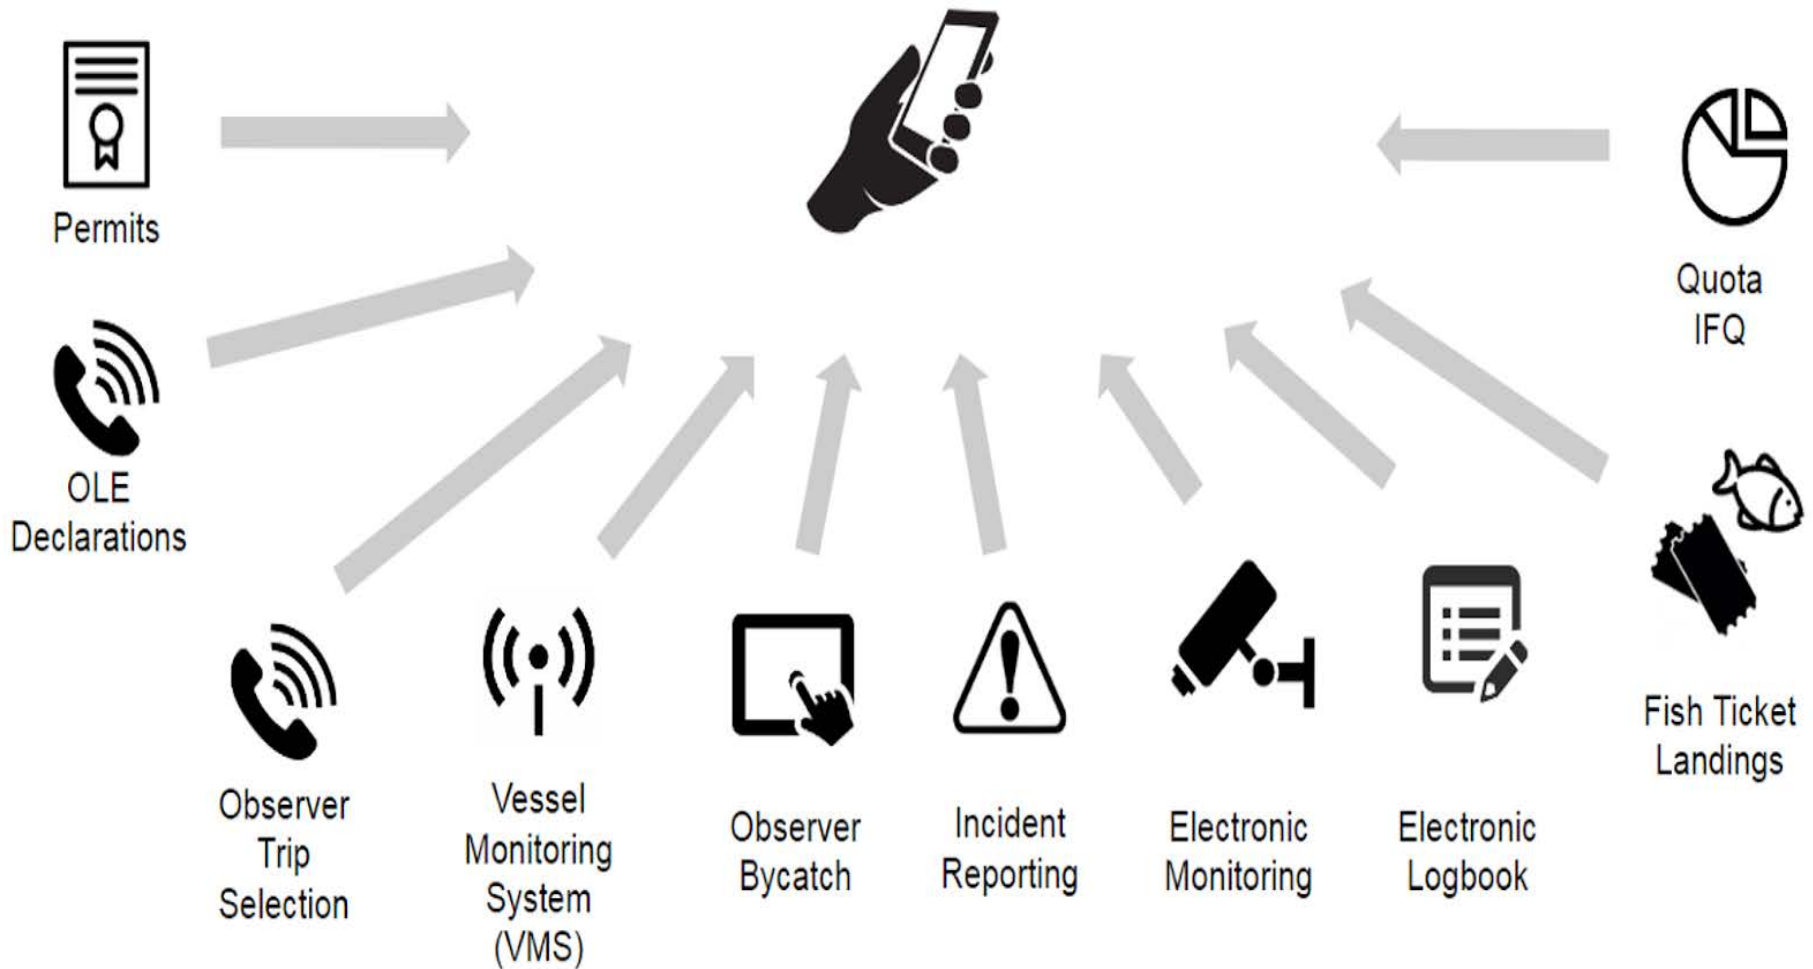 Permits
OLE
Declarations
Observer
Trip
Selection
Vessel
Monitoring
System
(VMS)
Observer
Bycatch
Incident
Reporting
Electronic
Monitoring
Electronic
Logbook
Fish Ticket
Landings
Quota
IFQ